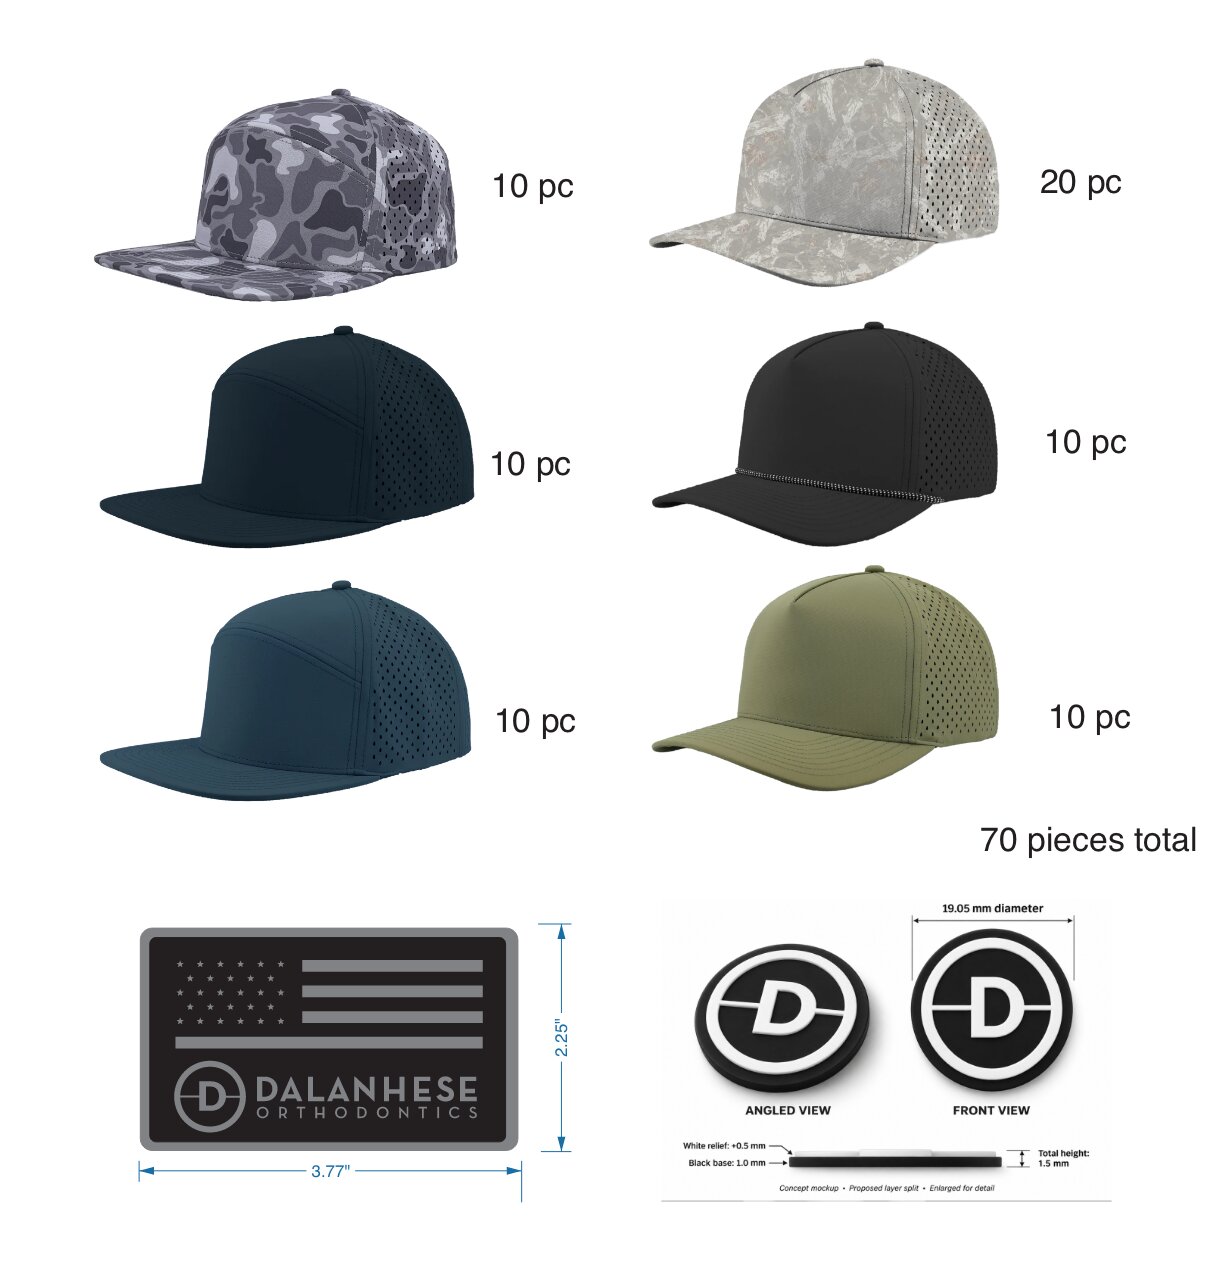 10 pc
20 pc
10 pc
10 pc
10 pc
10 pc
70 pieces total
D DALANHESE
ORTHODONTICS
2.25"
3.77"
19.05 mm diameter
D
D
ANGLED VIEW
FRONT VIEW
White relief: +0.5 mm
Black base: 1.0 mm
Total height:
1.5 mm
Concept mockup • Proposed layer split • Enlarged for detail